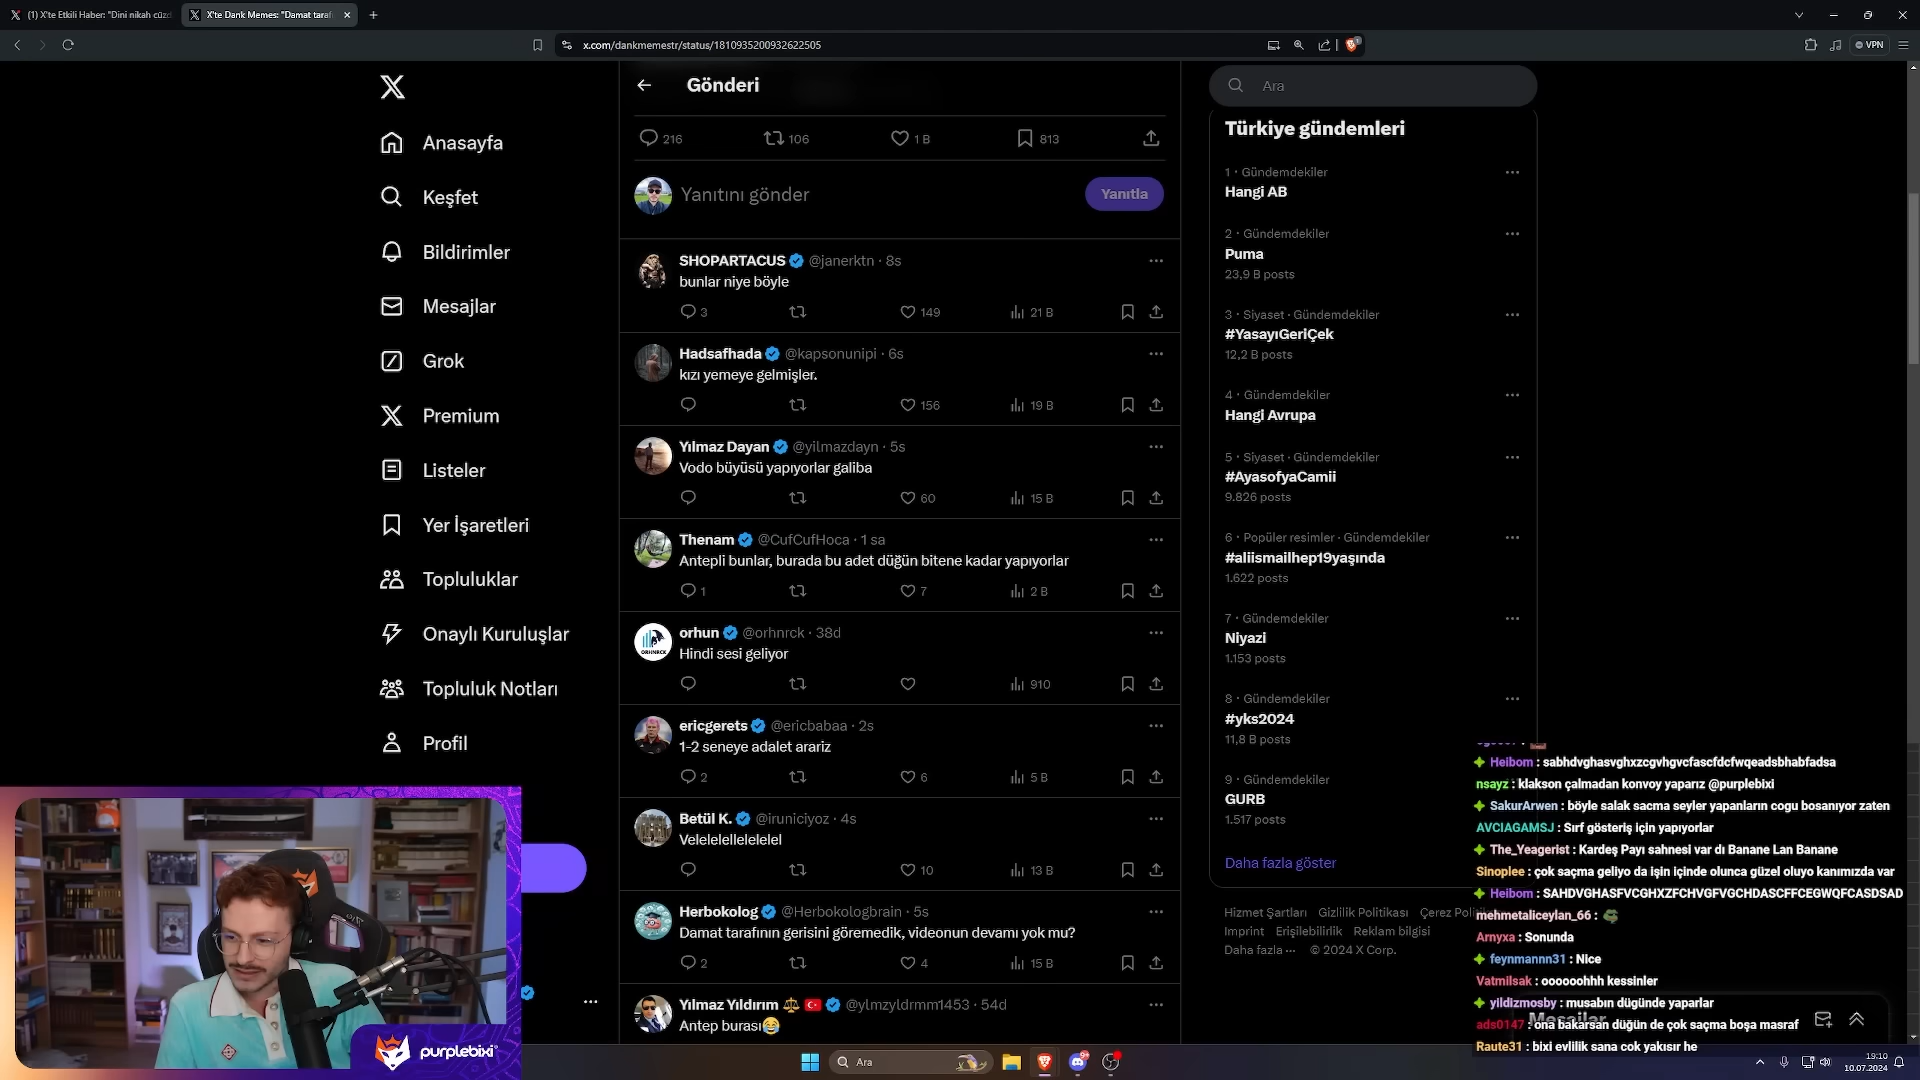 (1) X'te Etkili Haber: "Dini nikah cüzd
X'te Dank Memes: "Damat taraf
x.com/dankmemestr/status/1810935200932622505
VPN
Anasayfa
Keşfet
Bildirimler
Mesajlar
Grok
Premium
Listeler
Yer İşaretleri
Topluluklar
Onaylı Kuruluşlar
Topluluk Notları
Profil
Gönderi
216 106 1 B 813
Yanıtını gönder
Yanıtla
SHOPARTACUS @janerktn · 8s
bunlar niye böyle
3 149 21 B
Hadsafhada @kapsonunipi · 6s
kızı yemeye gelmişler.
156 19 B
Yılmaz Dayan @yilmazdayn · 5s
Vodo büyüsü yapıyorlar galiba
60 15 B
Thenam @CufCufHoca · 1 sa
Antepli bunlar, burada bu adet düğün bitene kadar yapıyorlar
1 7 2 B
orhun @orhnrck · 38d
Hindi sesi geliyor
910
ericgerets @ericbabaa · 2s
1-2 seneye adalet arariz
2 6 5 B
Betül K. @iruniciyoz · 4s
Velelelellelelelel
10 13 B
Herbokolog @Herbokologbrain · 5s
Damat tarafının gerisini göremedik, videonun devamı yok mu?
2 4 15 B
Yılmaz Yıldırım ⚖️ 🇹🇷 @ylmzyldrmm1453 · 54d
Antep burası😂
Ara
Türkiye gündemleri
1 · Gündemdekiler
Hangi AB
2 · Gündemdekiler
Puma
23,9 B posts
3 · Siyaset · Gündemdekiler
#YasayıGeriÇek
12,2 B posts
4 · Gündemdekiler
Hangi Avrupa
5 · Siyaset · Gündemdekiler
#AyasofyaCamii
9.826 posts
6 · Popüler resimler · Gündemdekiler
#aliismailhep19yaşında
1.622 posts
7 · Gündemdekiler
Niyazi
1.153 posts
8 · Gündemdekiler
#yks2024
11,8 B posts
9 · Gündemdekiler
GURB
1.517 posts
Daha fazla göster
Hizmet Şartları Gizlilik Politikası Çerez Poli
Imprint Erişilebilirlik Reklam bilgisi
Daha fazla ··· © 2024 X Corp.
Heibom : sabhdvghasvghxzcgvhgvcfascfdcfwqeadsbhabfadsa
nsayz : klakson çalmadan konvoy yaparız @purplebixi
SakurArwen : böyle salak sacma seyler yapanların cogu bosanıyor zaten
AVCIAGAMSJ : Sırf gösteriş için yapıyorlar
The_Yeagerist : Kardeş Payı sahnesi var dı Banane Lan Banane
Sinoplee : çok saçma geliyo da işin içinde olunca güzel oluyo kanımızda var
Heibom : SAHDVGHASFVCGHXZFCHVGFVGCHDASCFFCEGWQFCASDSAD
mehmetaliceylan_66 :
Arnyxa : Sonunda
feynmannn31 : Nice
Vatmilsak : oooooohhh kessinler
yildizmosby : musabın dügünde yaparlar
Mesajlar
ads0147 : ona bakarsan düğün de çok saçma boşa masraf
Raute31 : bixi evlilik sana cok yakısır he
purplebixi
Ara
19:10
10.07.2024